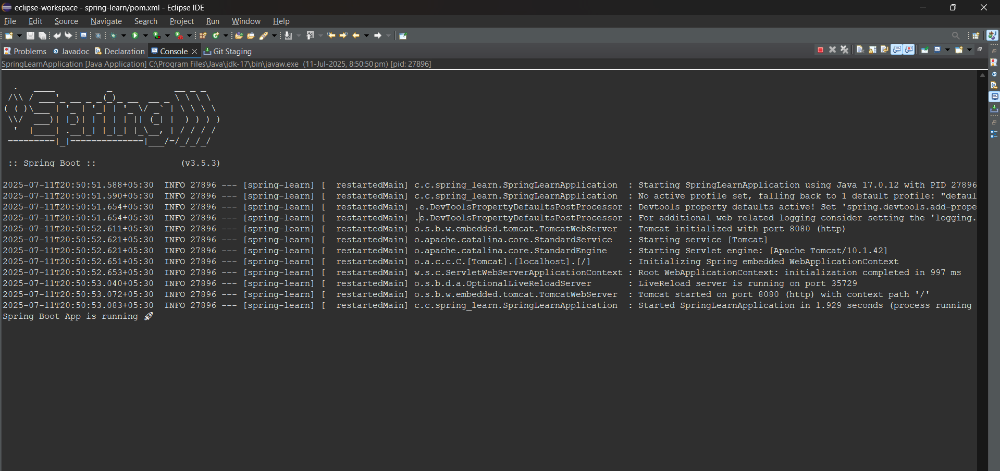 eclipse-workspace - spring-learn/pom.xml - Eclipse IDE
File Edit Source Navigate Search Project Run Window Help
Problems Javadoc Declaration Console Git Staging
SpringLearnApplication [Java Application] C:\Program Files\Java\jdk-17\bin\javaw.exe (11-Jul-2025, 8:50:50 pm) [pid: 27896]
  .   ____          _            __ _ _
 /\\ / ___'_ __ _ _(_)_ __  __ _ \ \ \ \
( ( )\___ | '_ | '_| | '_ \/ _` | \ \ \ \
 \\/  ___)| |_)| | | | | || (_| |  ) ) ) )
  '  |____| .__|_| |_|_| |_\__, | / / / /
 =========|_|==============|___/=/_/_/_/
 :: Spring Boot ::                (v3.5.3)
2025-07-11T20:50:51.588+05:30  INFO 27896 --- [spring-learn] [  restartedMain] c.c.spring_learn.SpringLearnApplication  : Starting SpringLearnApplication using Java 17.0.12 with PID 27896
2025-07-11T20:50:51.590+05:30  INFO 27896 --- [spring-learn] [  restartedMain] c.c.spring_learn.SpringLearnApplication  : No active profile set, falling back to 1 default profile: "defaul
2025-07-11T20:50:51.654+05:30  INFO 27896 --- [spring-learn] [  restartedMain] .e.DevToolsPropertyDefaultsPostProcessor : Devtools property defaults active! Set 'spring.devtools.add-prope
2025-07-11T20:50:51.654+05:30  INFO 27896 --- [spring-learn] [  restartedMain] .e.DevToolsPropertyDefaultsPostProcessor : For additional web related logging consider setting the 'logging.
2025-07-11T20:50:52.611+05:30  INFO 27896 --- [spring-learn] [  restartedMain] o.s.b.w.embedded.tomcat.TomcatWebServer  : Tomcat initialized with port 8080 (http)
2025-07-11T20:50:52.621+05:30  INFO 27896 --- [spring-learn] [  restartedMain] o.apache.catalina.core.StandardService   : Starting service [Tomcat]
2025-07-11T20:50:52.621+05:30  INFO 27896 --- [spring-learn] [  restartedMain] o.apache.catalina.core.StandardEngine    : Starting Servlet engine: [Apache Tomcat/10.1.42]
2025-07-11T20:50:52.651+05:30  INFO 27896 --- [spring-learn] [  restartedMain] o.a.c.c.C.[Tomcat].[localhost].[/]       : Initializing Spring embedded WebApplicationContext
2025-07-11T20:50:52.653+05:30  INFO 27896 --- [spring-learn] [  restartedMain] w.s.c.ServletWebServerApplicationContext : Root WebApplicationContext: initialization completed in 997 ms
2025-07-11T20:50:53.040+05:30  INFO 27896 --- [spring-learn] [  restartedMain] o.s.b.d.a.OptionalLiveReloadServer       : LiveReload server is running on port 35729
2025-07-11T20:50:53.072+05:30  INFO 27896 --- [spring-learn] [  restartedMain] o.s.b.w.embedded.tomcat.TomcatWebServer  : Tomcat started on port 8080 (http) with context path '/'
2025-07-11T20:50:53.083+05:30  INFO 27896 --- [spring-learn] [  restartedMain] c.c.spring_learn.SpringLearnApplication  : Started SpringLearnApplication in 1.929 seconds (process running
Spring Boot App is running 🚀